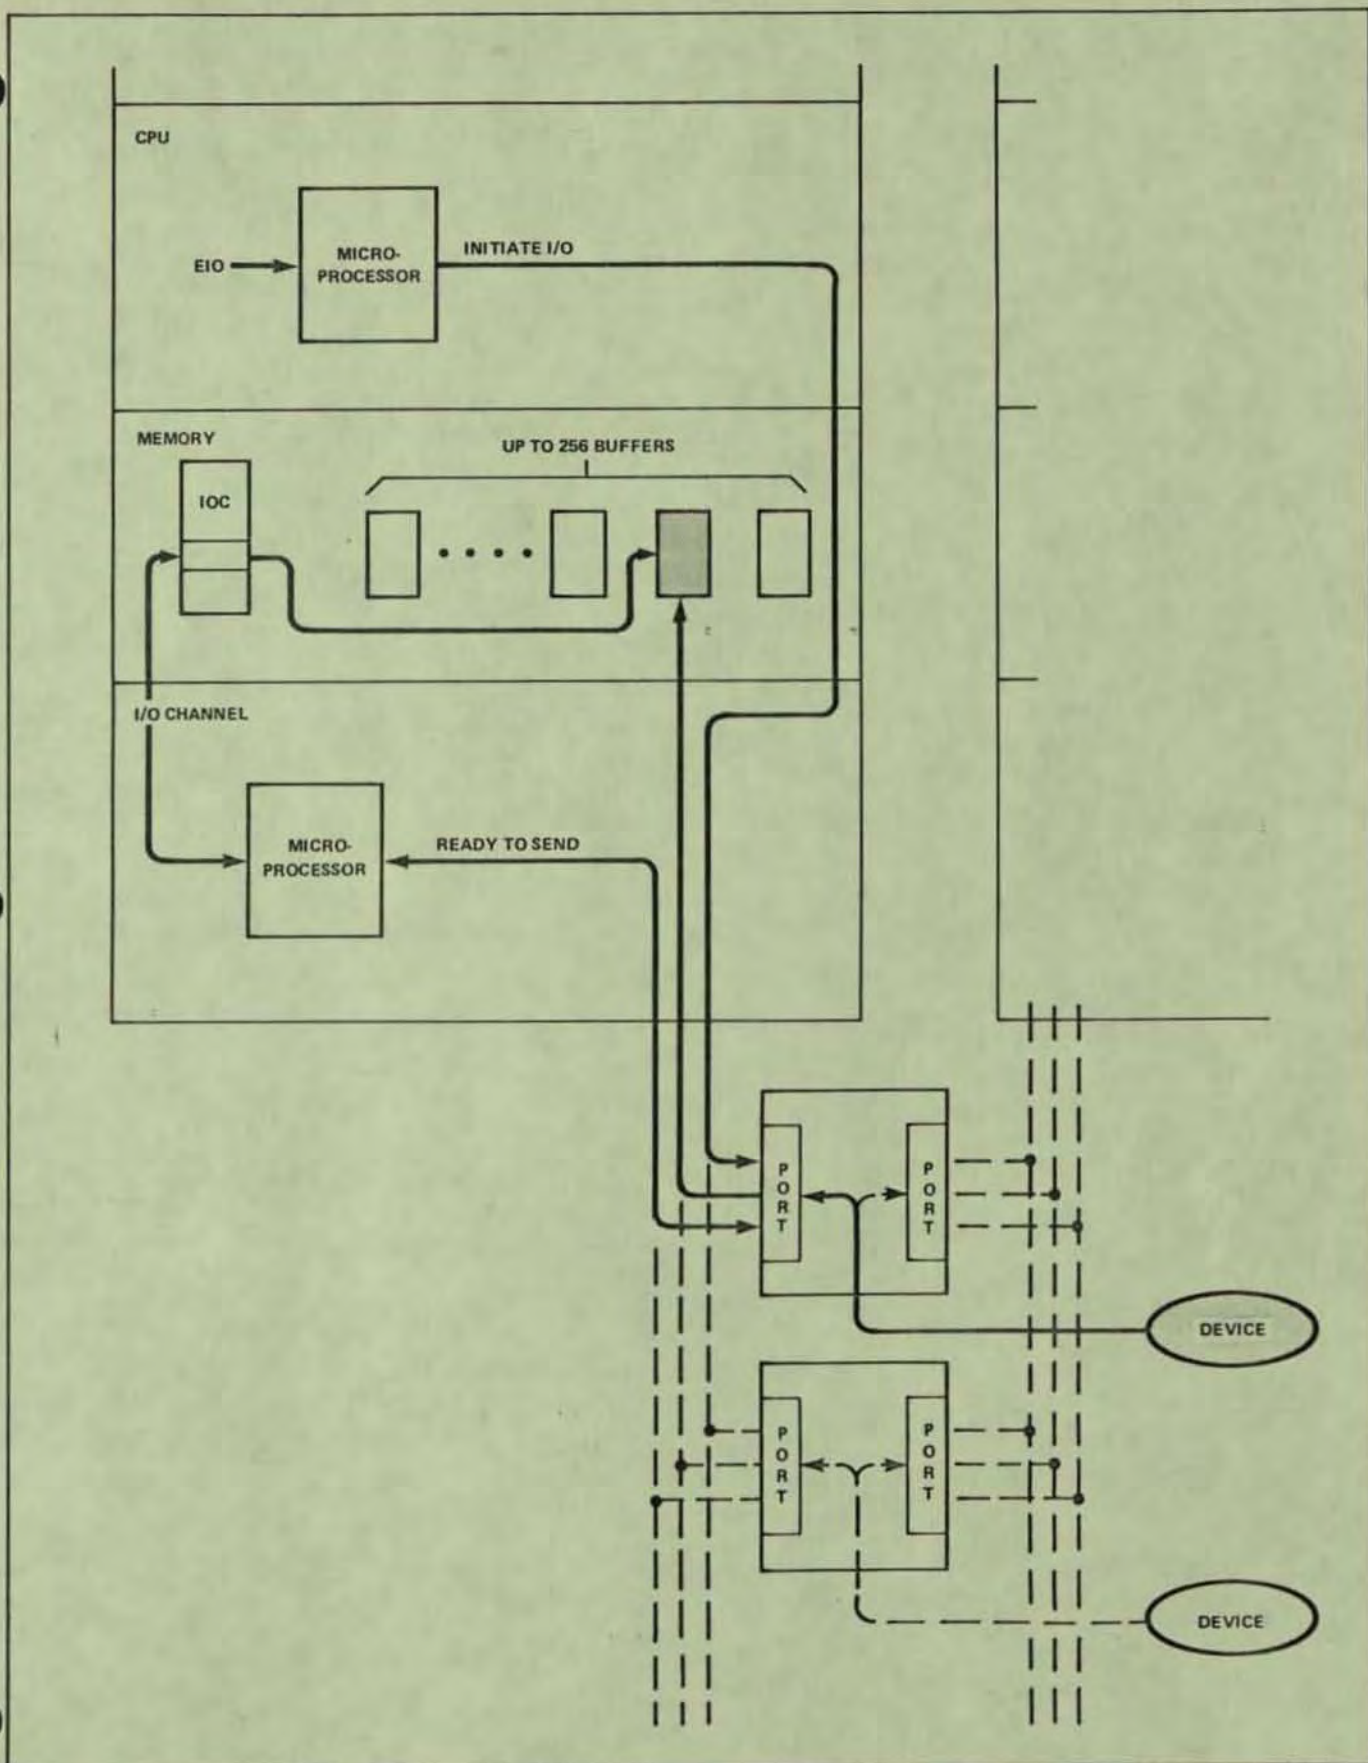 CPU
EIO
MICRO-
PROCESSOR
INITIATE I/O
MEMORY
IOC
UP TO 256 BUFFERS
I/O CHANNEL
MICRO-
PROCESSOR
READY TO SEND
PORT
PORT
DEVICE
PORT
PORT
DEVICE